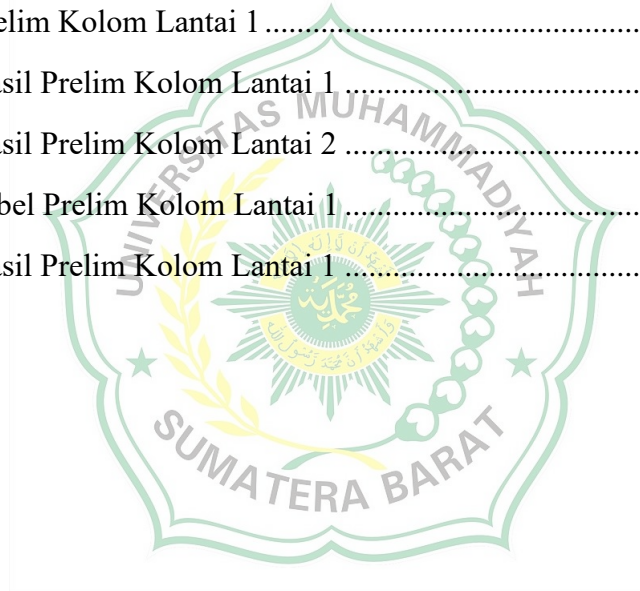 elim Kolom Lantai 1 ........................................
sil Prelim Kolom Lantai 1 ................................
sil Prelim Kolom Lantai 2 ................................
bel Prelim Kolom Lantai 1 ................................
sil Prelim Kolom Lantai 1 ................................
UNIVERSITAS MUHAMMADIYAH
محمد
SUMATERA BARAT